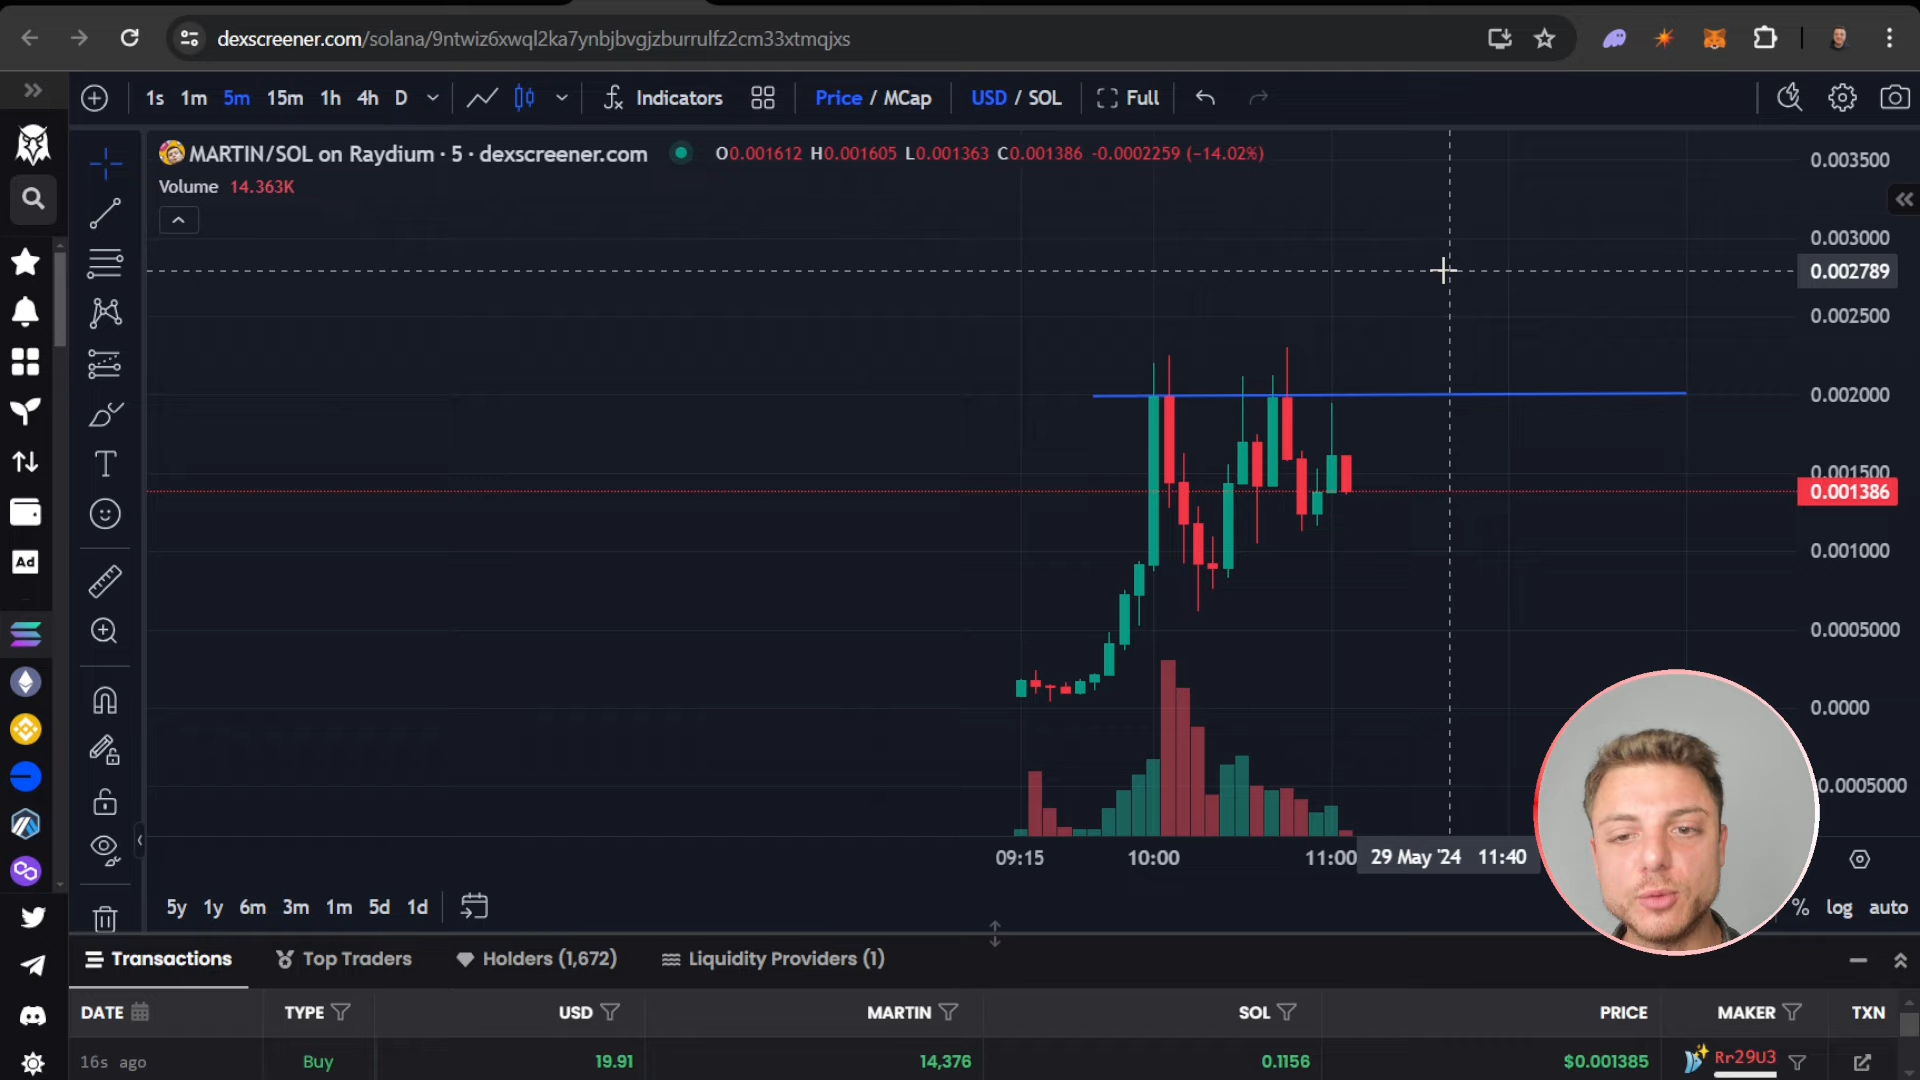 dexscreener.com/solana/9ntwiz6xwql2ka7ynbjbvgjzburrulfz2cm33xtmqjxs
1s 1m 5m 15m 1h 4h D Indicators Price / MCap USD / SOL Full
MARTIN/SOL on Raydium · 5 · dexscreener.com O0.001612 H0.001605 L0.001363 C0.001386 -0.0002259 (−14.02%)
Volume 14.363K
0.003500
0.003000
0.002789
0.002500
0.002000
0.001500
0.001386
0.001000
0.0005000
0.0000
0.0005000
Ad
09:15 10:00 11:00 29 May '24 11:40
5y 1y 6m 3m 1m 5d 1d % log auto
Transactions Top Traders Holders (1,672) Liquidity Providers (1)
DATE TYPE USD MARTIN SOL PRICE MAKER TXN
16s ago Buy 19.91 14,376 0.1156 $0.001385 Rr29U3